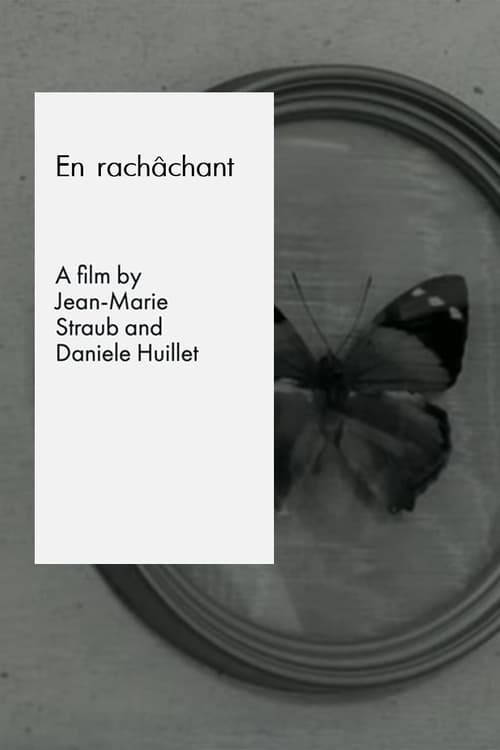 En rachâchant
A film by
Jean-Marie
Straub and
Daniele Huillet